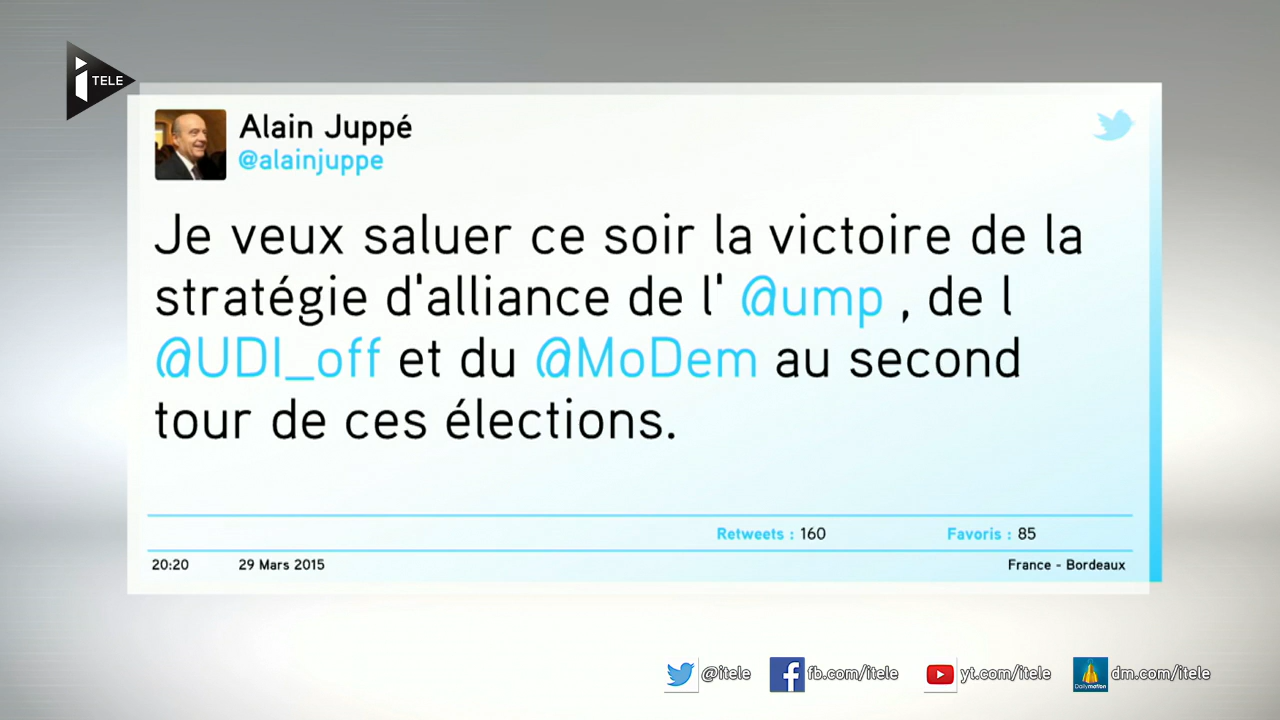 iTELE
Alain Juppé
@alainjuppe
Je veux saluer ce soir la victoire de la
stratégie d'alliance de l' @ump , de l
@UDI_off et du @MoDem au second
tour de ces élections.
Retweets : 160 Favoris : 85
20:20 29 Mars 2015 France - Bordeaux
@itele fb.com/itele yt.com/itele Dailymotion dm.com/itele